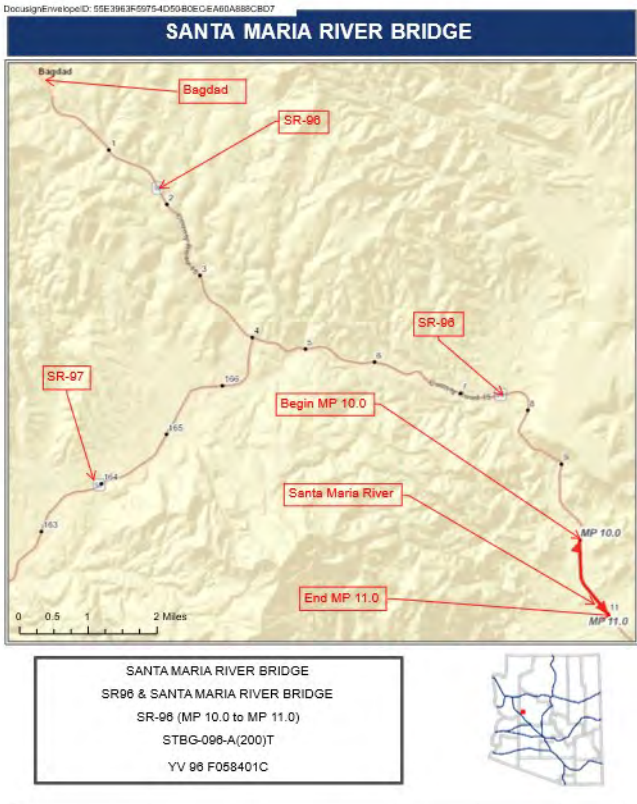 DocusignEnvelopeID: 55E3963F-5975-4D50-B0EC-EA60A888CBD7
SANTA MARIA RIVER BRIDGE
Bagdad
Bagdad
1
SR-96
2
3
4
5
6
7
SR-96
8
9
SR-97
166
165
164
163
Begin MP 10.0
Santa Maria River
End MP 11.0
MP 10.0
11
MP 11.0
0 0.5 1 2 Miles
SANTA MARIA RIVER BRIDGE
SR96 & SANTA MARIA RIVER BRIDGE
SR-96 (MP 10.0 to MP 11.0)
STBG-096-A(200)T
YV 96 F058401C